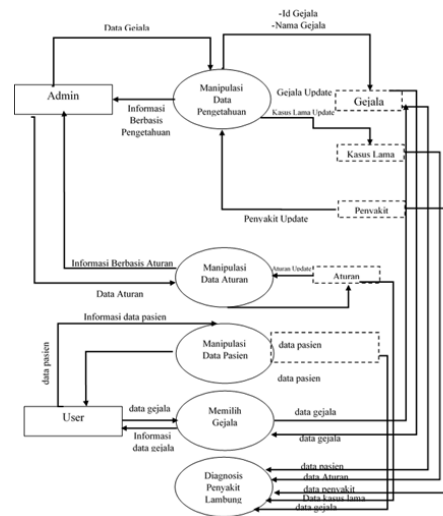 Data Gejala
-Id Gejala
-Nama Gejala
Admin
Manipulasi
Data
Pengetahuan
Gejala Update
Gejala
Informasi
Berbasis
Pengetahuan
Kasus Lama Update
Kasus Lama
Penyakit
Penyakit Update
Informasi Berbasis Aturan
Manipulasi
Data Aturan
Aturan Update
Aturan
Data Aturan
Informasi data pasien
data pasien
Manipulasi
Data Pasien
data pasien
data pasien
User
data gejala
Memilih
Gejala
data gejala
Informasi
data gejala
data gejala
Diagnosis
Penyakit
Lambung
data pasien
data Aturan
data penyakit
Data kasus lama
data gejala